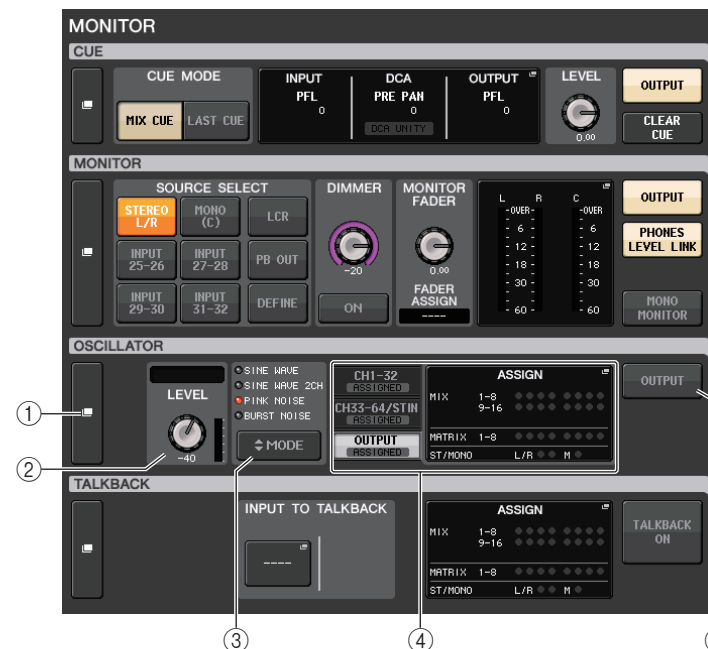 MONITOR
CUE
CUE MODE
MIX CUE
LAST CUE
INPUT
PFL
0
DCA
PRE PAN
0
DCA UNITY
OUTPUT
PFL
0
LEVEL
0.00
OUTPUT
CLEAR
CUE
MONITOR
SOURCE SELECT
STEREO
L/R
MONO
(C)
LCR
INPUT
25-26
INPUT
27-28
PB OUT
INPUT
29-30
INPUT
31-32
DEFINE
DIMMER
-20
ON
MONITOR
FADER
0.00
FADER
ASSIGN
----
L R C
-OVER- -OVER
- 6 - - 6
- 12 - - 12
- 18 - - 18
- 30 - - 30
- 60 - - 60
OUTPUT
PHONES
LEVEL LINK
MONO
MONITOR
OSCILLATOR
LEVEL
-40
SINE WAVE
SINE WAVE 2CH
PINK NOISE
BURST NOISE
MODE
CH1-32
ASSIGNED
CH33-64/STIN
ASSIGNED
OUTPUT
ASSIGNED
ASSIGN
MIX 1-8
9-16
MATRIX 1-8
ST/MONO L/R M
OUTPUT
①
②
TALKBACK
INPUT TO TALKBACK
----
ASSIGN
MIX 1-8
9-16
MATRIX 1-8
ST/MONO L/R M
TALKBACK
ON
③ ④